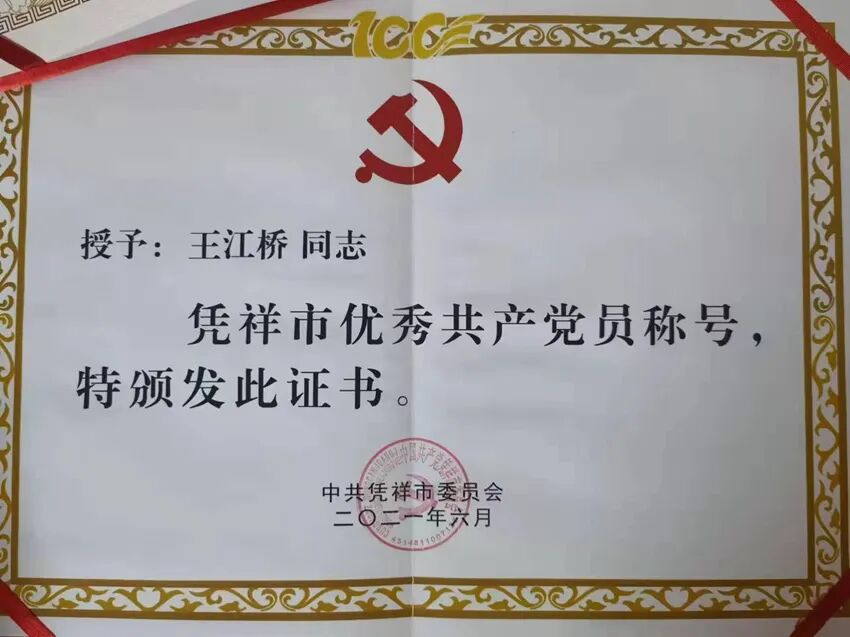 100
授予：王江桥 同志
凭祥市优秀共产党员称号，
特颁发此证书。
中共凭祥市委员会
二〇二一年六月